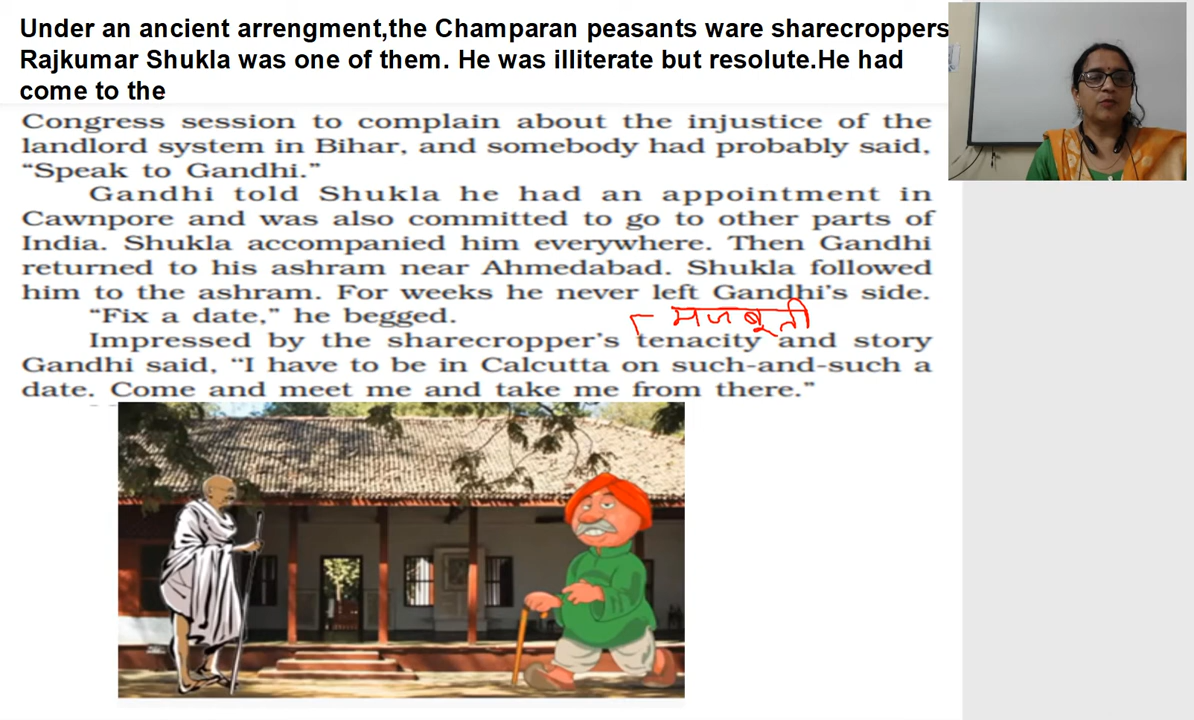 Under an ancient arrengment,the Champaran peasants ware sharecroppers
Rajkumar Shukla was one of them. He was illiterate but resolute.He had
come to the
Congress session to complain about the injustice of the
landlord system in Bihar, and somebody had probably said,
“Speak to Gandhi.”
Gandhi told Shukla he had an appointment in
Cawnpore and was also committed to go to other parts of
India. Shukla accompanied him everywhere. Then Gandhi
returned to his ashram near Ahmedabad. Shukla followed
him to the ashram. For weeks he never left Gandhi’s side.
“Fix a date,” he begged.
मजबूती
Impressed by the sharecropper’s tenacity and story
Gandhi said, “I have to be in Calcutta on such-and-such a
date. Come and meet me and take me from there.”